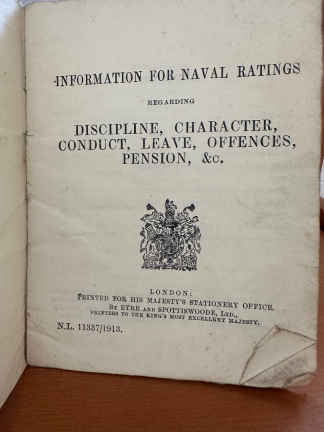 INFORMATION FOR NAVAL RATINGS
REGARDING
DISCIPLINE, CHARACTER,
CONDUCT, LEAVE, OFFENCES,
PENSION, &c.
LONDON:
PRINTED FOR HIS MAJESTY'S STATIONERY OFFICE,
By EYRE AND SPOTTISWOODE, LTD.,
PRINTERS TO THE KING'S MOST EXCELLENT MAJESTY.
N.L. 11337/1913.